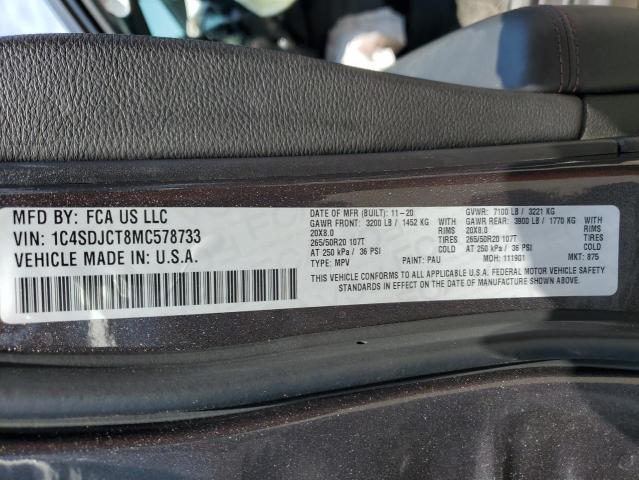 MFD BY: FCA US LLC
VIN: 1C4SDJCT8MC578733
VEHICLE MADE IN: U.S.A.
DATE OF MFR (BUILT): 11-20 GVWR: 7100 LB / 3221 KG
GAWR FRONT: 3200 LB / 1452 KG WITH GAWR REAR: 3900 LB / 1770 KG WITH
20X8.0 RIMS 20X8.0 RIMS
265/50R20 107T TIRES 265/50R20 107T TIRES
AT 250 kPa / 36 PSI COLD AT 250 kPa / 36 PSI COLD
TYPE: MPV PAINT: PAU MDH: 111901 MKT: 875
THIS VEHICLE CONFORMS TO ALL APPLICABLE U.S.A. FEDERAL MOTOR VEHICLE SAFETY
STANDARDS IN EFFECT ON THE DATE OF MANUFACTURE SHOWN ABOVE.